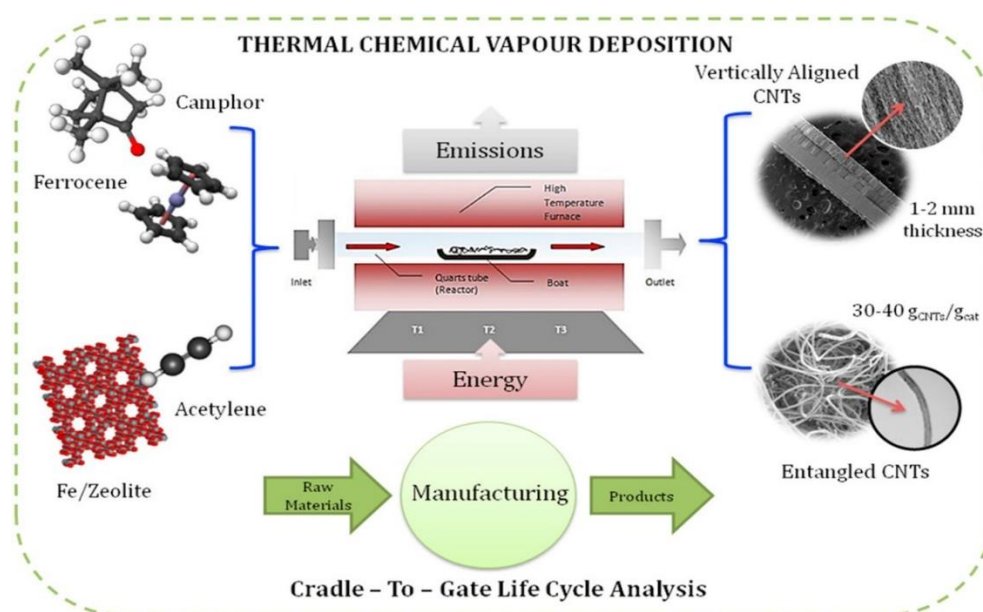 THERMAL CHEMICAL VAPOUR DEPOSITION
Camphor
Ferrocene
Fe/Zeolite
Acetylene
Emissions
High
Temperature
Furnace
Inlet
Quarts tube
(Reactor)
Boat
Outlet
T1 T2 T3
Energy
Vertically Aligned
CNTs
1-2 mm
thickness
30-40 gCNTs/gcat
Entangled CNTs
Raw
Materials
Manufacturing
Products
Cradle – To – Gate Life Cycle Analysis